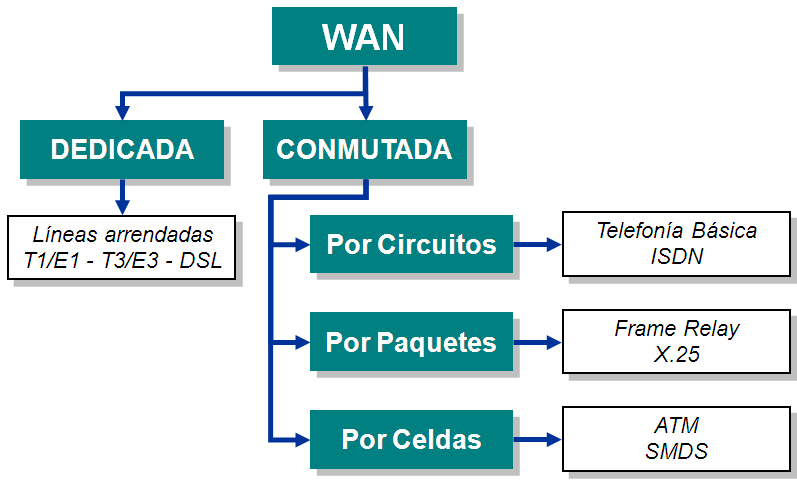 WAN
DEDICADA
CONMUTADA
Líneas arrendadas
T1/E1 - T3/E3 - DSL
Por Circuitos
Telefonía Básica
ISDN
Por Paquetes
Frame Relay
X.25
Por Celdas
ATM
SMDS